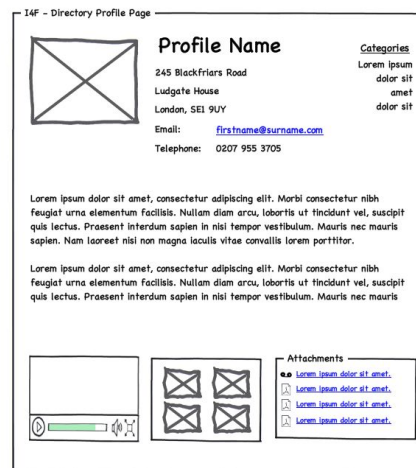 I4F - Directory Profile Page
Profile Name
245 Blackfriars Road
Ludgate House
London, SE1 9UY
Email: firstname@surname.com
Telephone: 0207 955 3705
Categories
Lorem ipsum
dolor sit
amet
dolor sit
Lorem ipsum dolor sit amet, consectetur adipiscing elit. Morbi consectetur nibh
feugiat urna elementum facilisis. Nullam diam arcu, lobortis ut tincidunt vel, suscipit
quis lectus. Praesent interdum sapien in nisi tempor vestibulum. Mauris nec mauris
sapien. Nam laoreet nisi non magna iaculis vitae convallis lorem porttitor.
Lorem ipsum dolor sit amet, consectetur adipiscing elit. Morbi consectetur nibh
feugiat urna elementum facilisis. Nullam diam arcu, lobortis ut tincidunt vel, suscipit
quis lectus. Praesent interdum sapien in nisi tempor vestibulum. Mauris nec mauris
Attachments
Lorem ipsum dolor sit amet.
Lorem ipsum dolor sit amet.
Lorem ipsum dolor sit amet.
Lorem ipsum dolor sit amet.